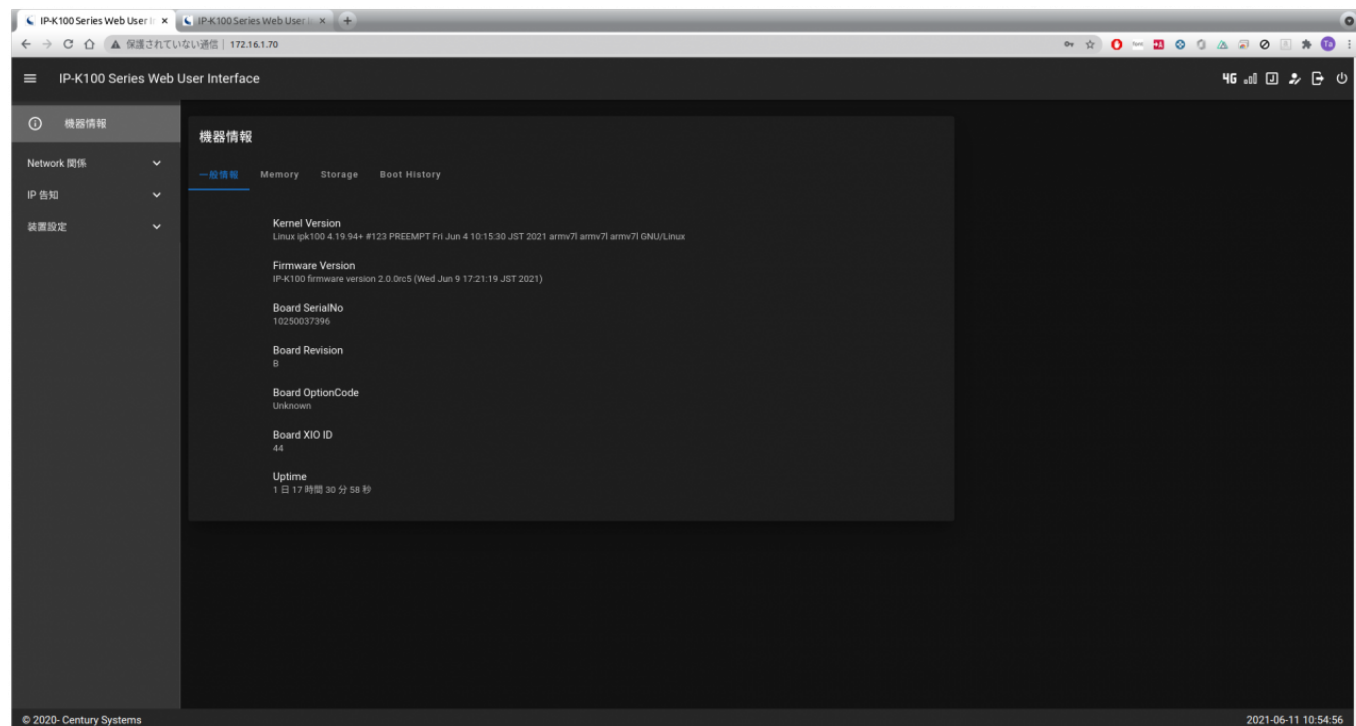 IP-K100 Series Web User In
IP-K100 Series Web User In
保護されていない通信 | 172.16.1.70
Ta
IP-K100 Series Web User Interface
4G
J
機器情報
Network 関係
IP 告知
装置設定
機器情報
一般情報 Memory Storage Boot History
Kernel Version
Linux ipk100 4.19.94+ #123 PREEMPT Fri Jun 4 10:15:30 JST 2021 armv7l armv7l armv7l GNU/Linux
Firmware Version
IP-K100 firmware version 2.0.0rc5 (Wed Jun 9 17:21:19 JST 2021)
Board SerialNo
10250037396
Board Revision
B
Board OptionCode
Unknown
Board XIO ID
44
Uptime
1 日 17 時間 30 分 58 秒
© 2020- Century Systems
2021-06-11 10:54:56